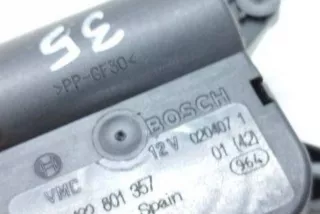 35
>PP-GF30<
BOSCH
12V 020407 1
VMC 01 (42)
801 357 964
Spain